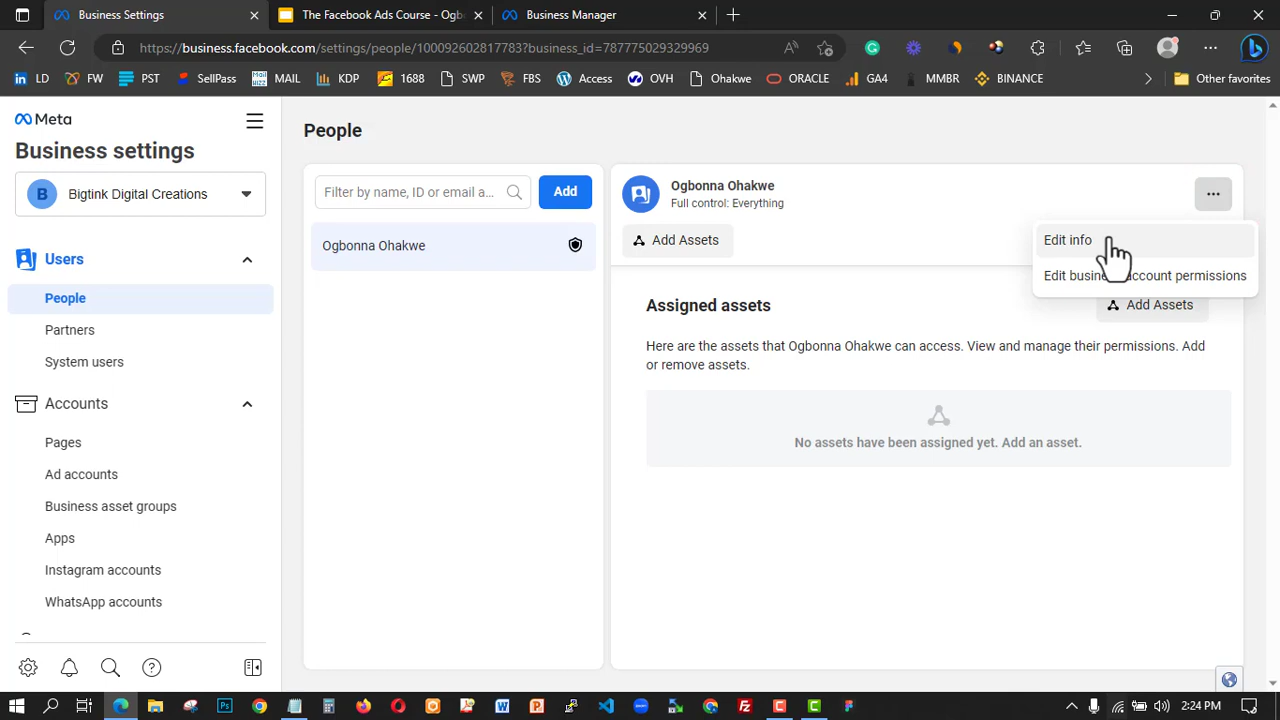 Business Settings
The Facebook Ads Course - Ogb
Business Manager
https://business.facebook.com/settings/people/100092602817783?business_id=787775029329969
LD
FW
PST
SellPass
MAIL
KDP
1688
SWP
FBS
Access
OVH
Ohakwe
ORACLE
GA4
MMBR
BINANCE
Other favorites
Meta
Business settings
B
Bigtink Digital Creations
Users
People
Partners
System users
Accounts
Pages
Ad accounts
Business asset groups
Apps
Instagram accounts
WhatsApp accounts
People
Filter by name, ID or email a...
Add
Ogbonna Ohakwe
Ogbonna Ohakwe
Full control: Everything
Add Assets
Edit info
Edit business account permissions
Assigned assets
Add Assets
Here are the assets that Ogbonna Ohakwe can access. View and manage their permissions. Add
or remove assets.
No assets have been assigned yet. Add an asset.
2:24 PM